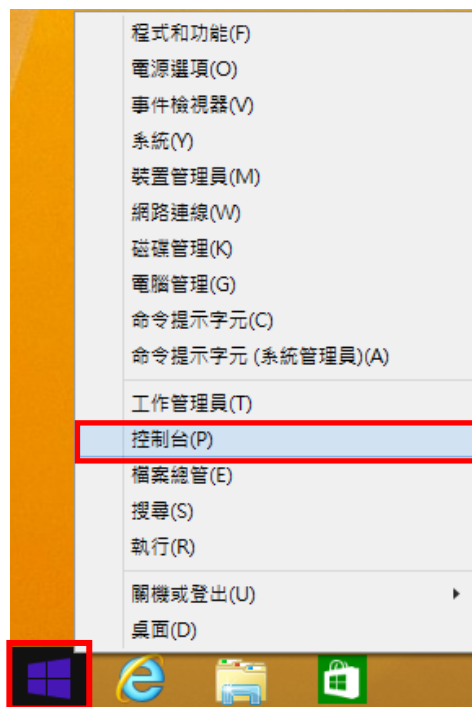 程式和功能(F)
電源選項(O)
事件檢視器(V)
系統(Y)
裝置管理員(M)
網路連線(W)
磁碟管理(K)
電腦管理(G)
命令提示字元(C)
命令提示字元 (系統管理員)(A)
工作管理員(T)
控制台(P)
檔案總管(E)
搜尋(S)
執行(R)
關機或登出(U)
桌面(D)